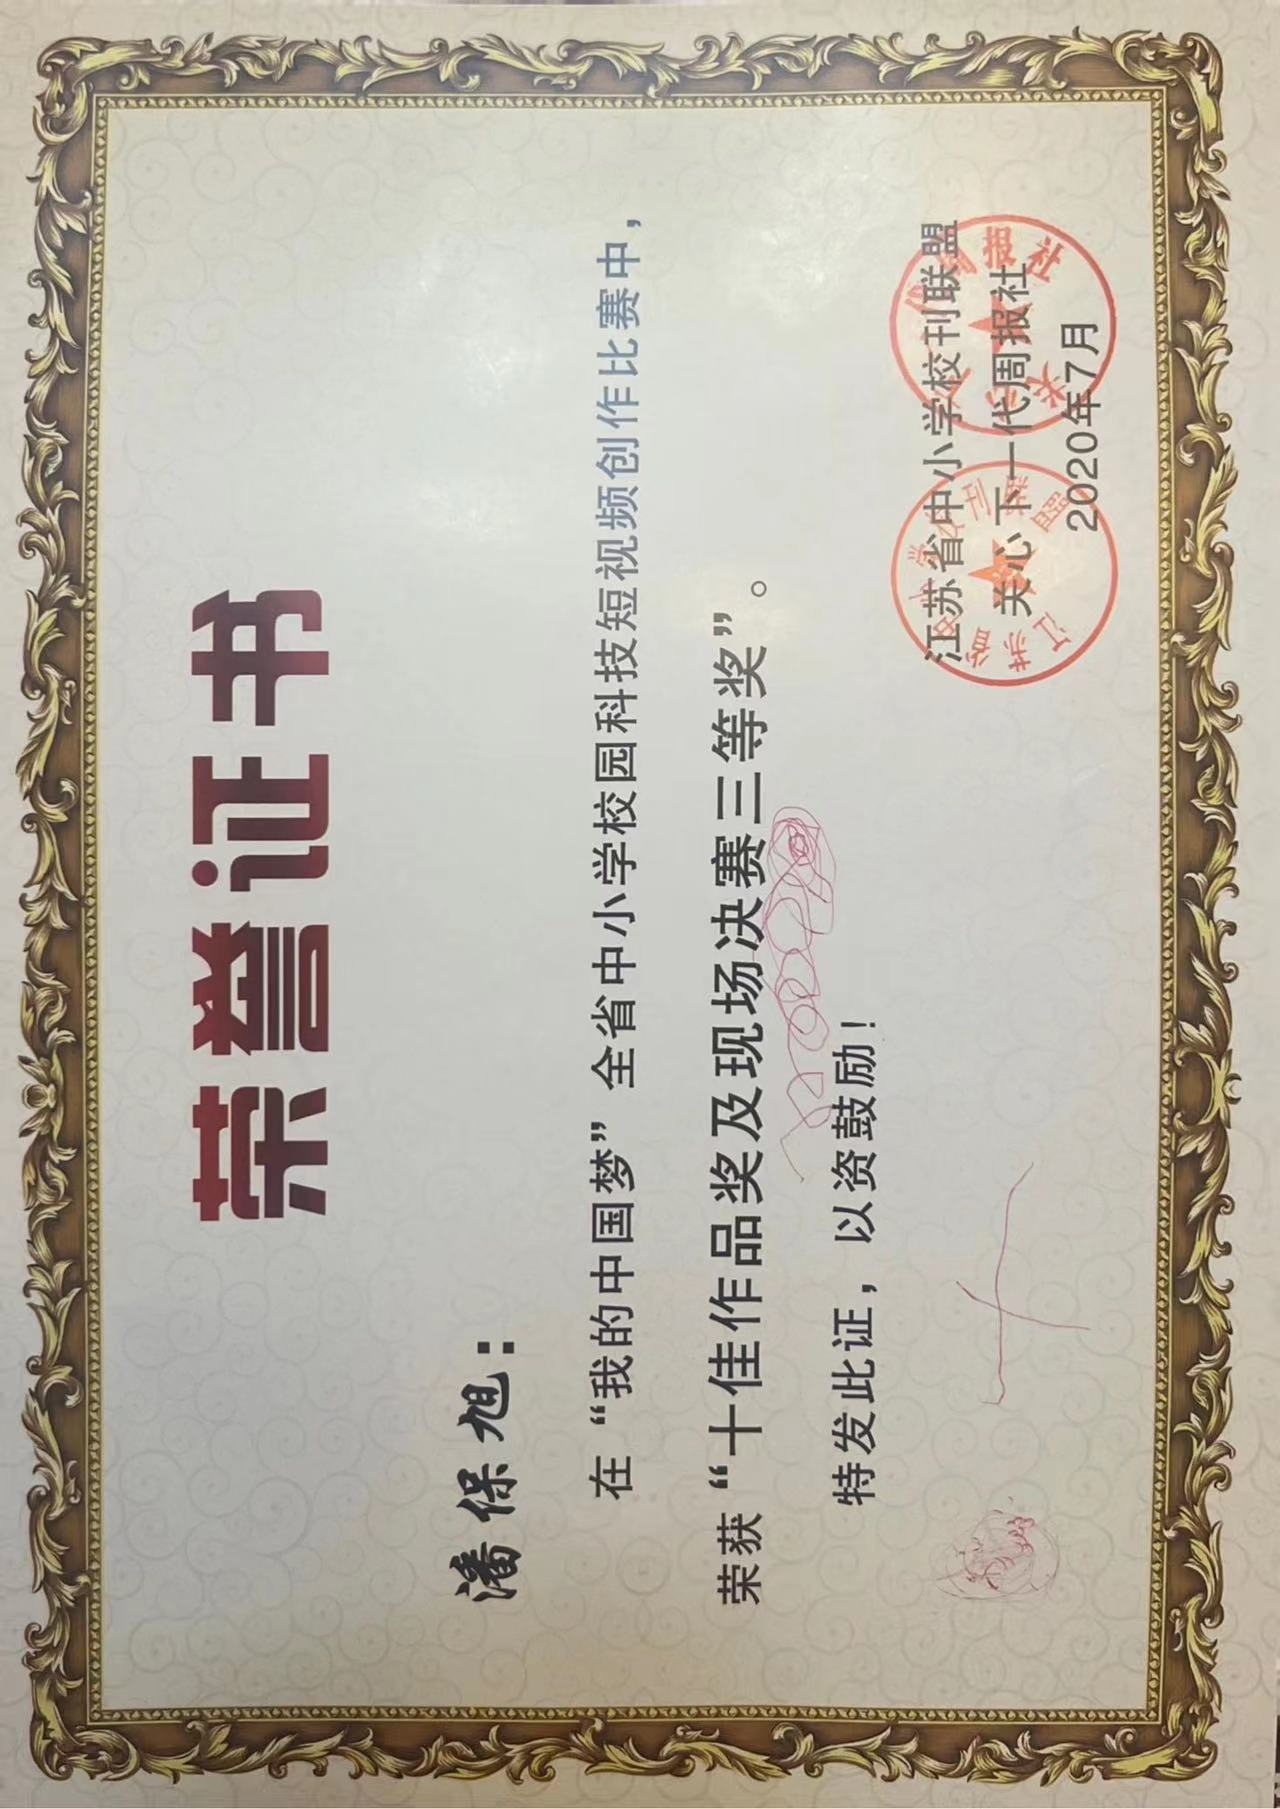 荣誉证书
潘保旭：
在“我的中国梦”全省中小学校园科技短视频创作比赛中，
荣获“十佳作品奖及现场决赛三等奖”。
特发此证，以资鼓励！
江苏省中小学校刊联盟
关心下一代周报社
2020年7月